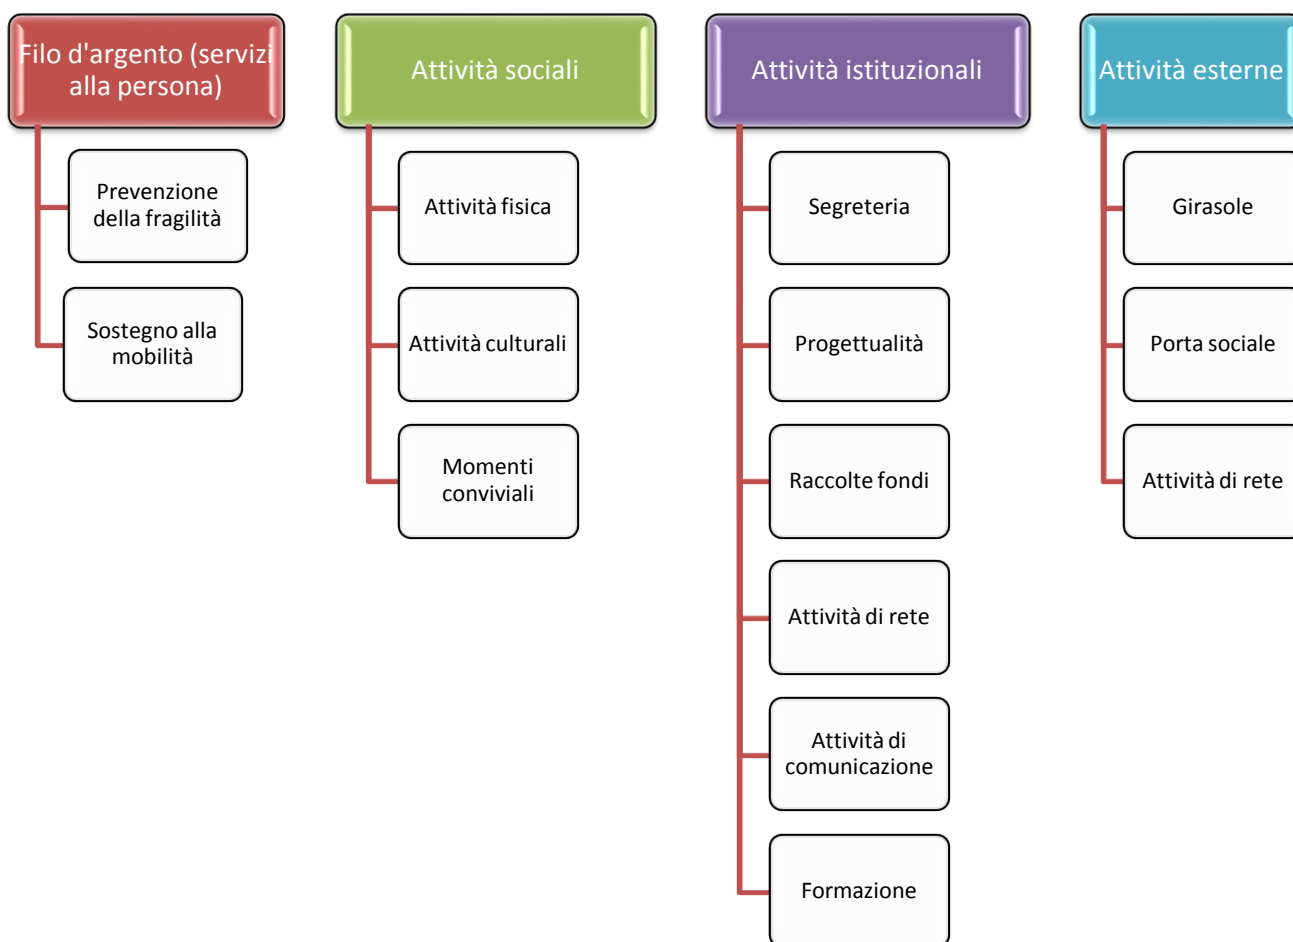 Filo d'argento (servizi
alla persona)
Prevenzione
della fragilità
Sostegno alla
mobilità
Attività sociali
Attività fisica
Attività culturali
Momenti
conviviali
Attività istituzionali
Segreteria
Progettualità
Raccolte fondi
Attività di rete
Attività di
comunicazione
Formazione
Attività esterne
Girasole
Porta sociale
Attività di rete